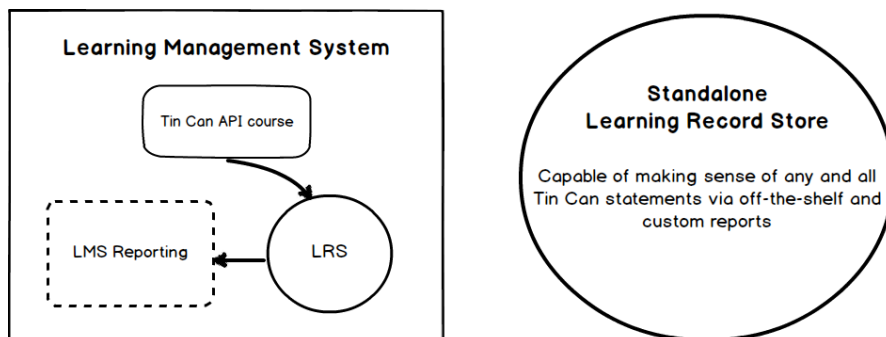 Learning Management System
Tin Can API course
LMS Reporting
LRS
Standalone
Learning Record Store
Capable of making sense of any and all
Tin Can statements via off-the-shelf and
custom reports